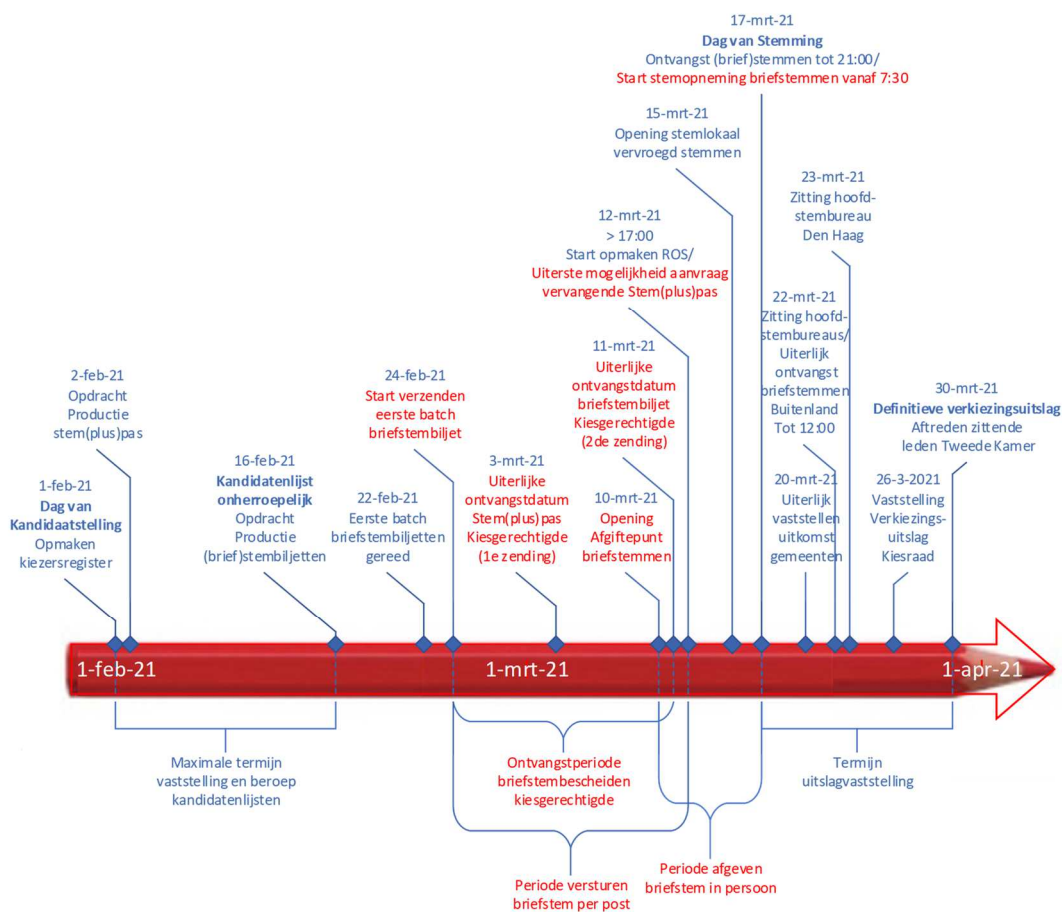 17-mrt-21
Dag van Stemming
Ontvangst (brief)stemmen tot 21:00/
Start stemopneming briefstemmen vanaf 7:30
15-mrt-21
Opening stemlokaal
vervroegd stemmen
23-mrt-21
Zitting hoofd-
stembureau
Den Haag
12-mrt-21
> 17:00
Start opmaken ROS/
Uiterste mogelijkheid aanvraag
vervangende Stem(plus)pas
22-mrt-21
Zitting hoofd-
stembureaus/
Uiterlijk
ontvangst
briefstemmen
Buitenland
Tot 12:00
11-mrt-21
Uiterlijke
ontvangstdatum
briefstembiljet
Kiesgerechtigde
(2de zending)
2-feb-21
Opdracht
Productie
stem(plus)pas
24-feb-21
Start verzenden
eerste batch
briefstembiljet
30-mrt-21
Definitieve verkiezingsuitslag
Aftreden zittende
leden Tweede Kamer
16-feb-21
Kandidatenlijst
onherroepelijk
Opdracht
Productie
(brief)stembiljetten
3-mrt-21
Uiterlijke
ontvangstdatum
Stem(plus)pas
Kiesgerechtigde
(1e zending)
1-feb-21
Dag van
Kandidaatstelling
Opmaken
kiezersregister
22-feb-21
Eerste batch
briefstembiljetten
gereed
10-mrt-21
Opening
Afgiftepunt
briefstemmen
20-mrt-21
Uiterlijk
vaststellen
uitkomst
gemeenten
26-3-2021
Vaststelling
Verkiezings-
uitslag
Kiesraad
1-feb-21
1-mrt-21
1-apr-21
Maximale termijn
vaststelling en beroep
kandidatenlijsten
Ontvangstperiode
briefstembescheiden
kiesgerechtigde
Termijn
uitslagvaststelling
Periode versturen
briefstem per post
Periode afgeven
briefstem in persoon